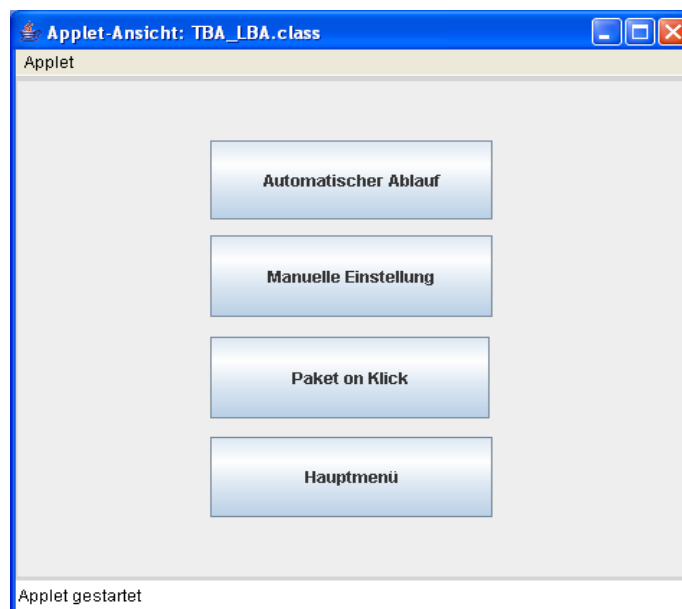 Applet-Ansicht: TBA_LBA.class
Applet
Automatischer Ablauf
Manuelle Einstellung
Paket on Klick
Hauptmenü
Applet gestartet